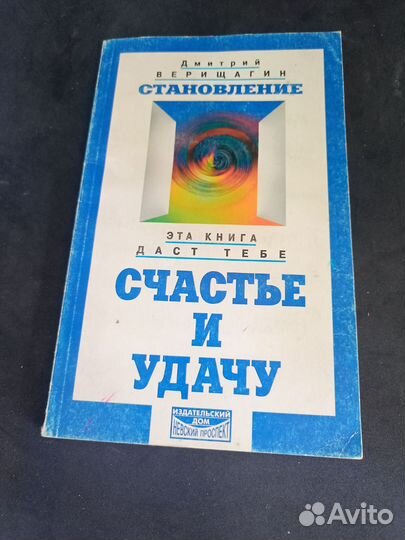 Дмитрий
ВЕРИЩАГИН
СТАНОВЛЕНИЕ
ЭТА КНИГА
ДАСТ ТЕБЕ
СЧАСТЬЕ
И
УДАЧУ
ИЗДАТЕЛЬСКИЙ
ДОМ
НЕВСКИЙ ПРОСПЕКТ
Avito